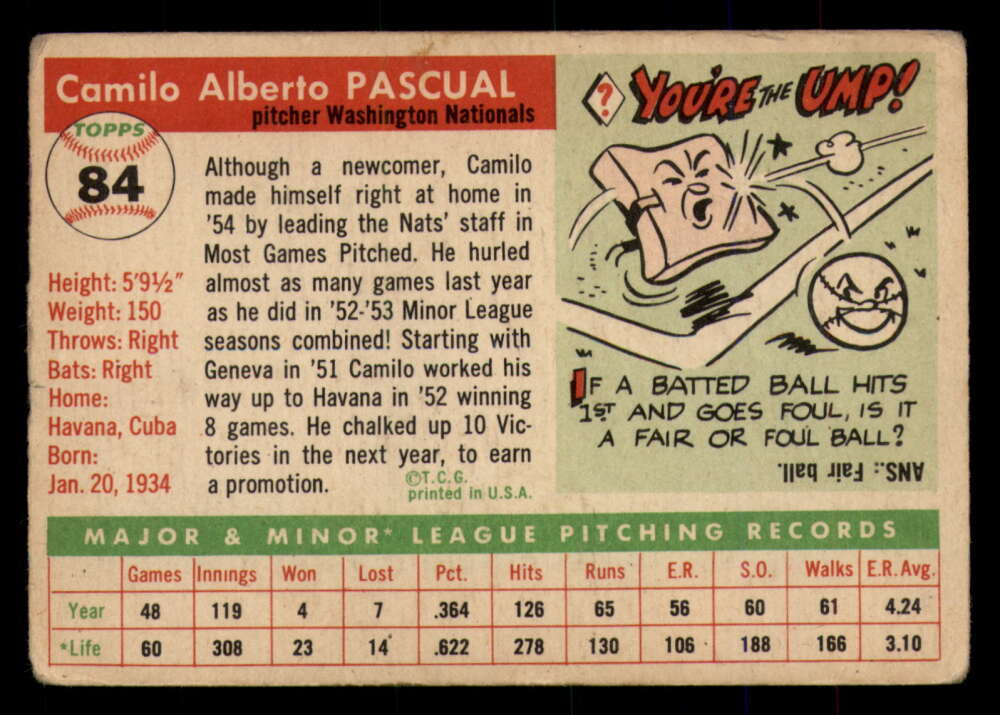 Camilo Alberto PASCUAL
pitcher Washington Nationals
TOPPS
84
Height: 5'9½"
Weight: 150
Throws: Right
Bats: Right
Home:
Havana, Cuba
Born:
Jan. 20, 1934
Although a newcomer, Camilo
made himself right at home in
'54 by leading the Nats' staff in
Most Games Pitched. He hurled
almost as many games last year
as he did in '52-'53 Minor League
seasons combined! Starting with
Geneva in '51 Camilo worked his
way up to Havana in '52 winning
8 games. He chalked up 10 Vic-
tories in the next year, to earn
a promotion.
©T.C.G.
printed in U.S.A.
? YOU'RE THE UMP!
IF A BATTED BALL HITS
1ST AND GOES FOUL, IS IT
A FAIR OR FOUL BALL?
ANS.: Fair ball.
MAJOR & MINOR* LEAGUE PITCHING RECORDS
Games Innings Won Lost Pct. Hits Runs E.R. S.O. Walks E.R.Avg.
Year 48 119 4 7 .364 126 65 56 60 61 4.24
*Life 60 308 23 14 .622 278 130 106 188 166 3.10